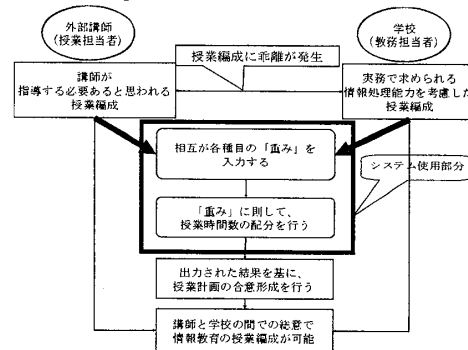 外部講師
(授業担当者)
学校
(教務担当者)
授業編成に乖離が発生
講師が
指導する必要あると思われる
授業編成
実務で求められる
情報処理能力を考慮した
授業編成
相互が各種目の「重み」を
入力する
システム使用部分
「重み」に則して、
授業時間数の配分を行う
出力された結果を基に、
授業計画の合意形成を行う
講師と学校の間での総意で
情報教育の授業編成が可能